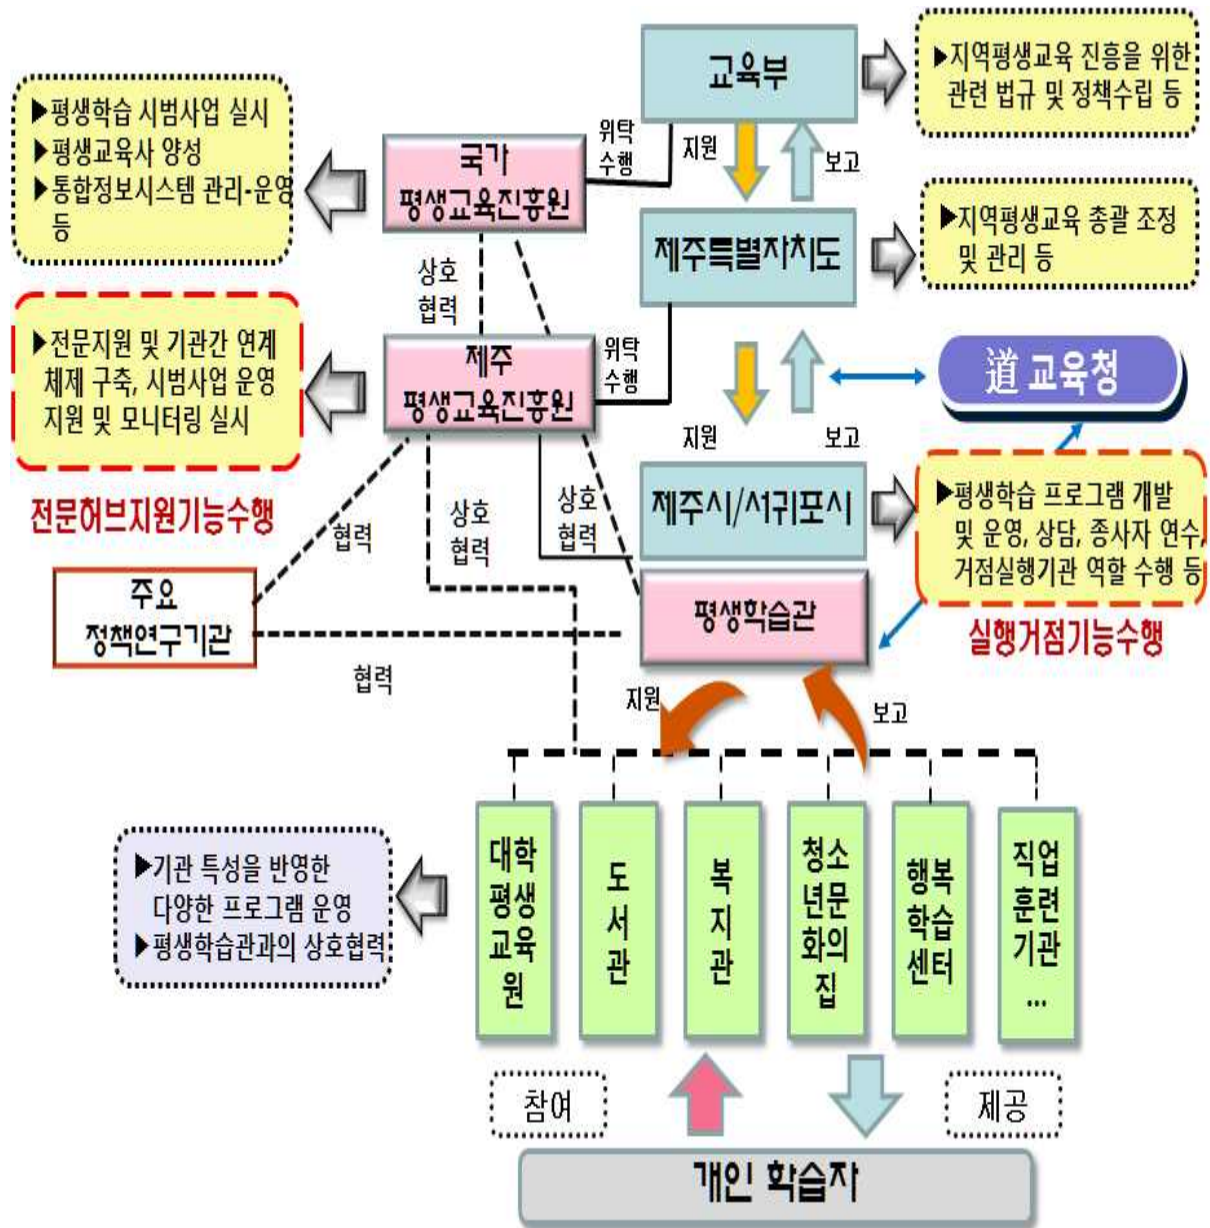 교육부
▶지역평생교육 진흥을 위한
관련 법규 및 정책수립 등
▶평생학습 시범사업 실시
▶평생교육사 양성
▶통합정보시스템 관리-운영
등
국가
평생교육진흥원
위탁
수행
지원
보고
제주특별자치도
▶지역평생교육 총괄 조정
및 관리 등
상호
협력
▶전문지원 및 기관간 연계
체제 구축, 시범사업 운영
지원 및 모니터링 실시
전문허브지원기능수행
제주
평생교육진흥원
위탁
수행
지원
보고
道 교육청
제주시/서귀포시
▶평생학습 프로그램 개발
및 운영, 상담, 종사자 연수,
거점실행기관 역할 수행 등
실행거점기능수행
협력
상호
협력
상호
협력
주요
정책연구기관
평생학습관
협력
지원
보고
▶기관 특성을 반영한
다양한 프로그램 운영
▶평생학습관과의 상호협력
대학
평생
교육
원
도
서
관
복
지
관
청소
년문
화의
집
행복
학습
센터
직업
훈련
기관
...
참여
제공
개인 학습자